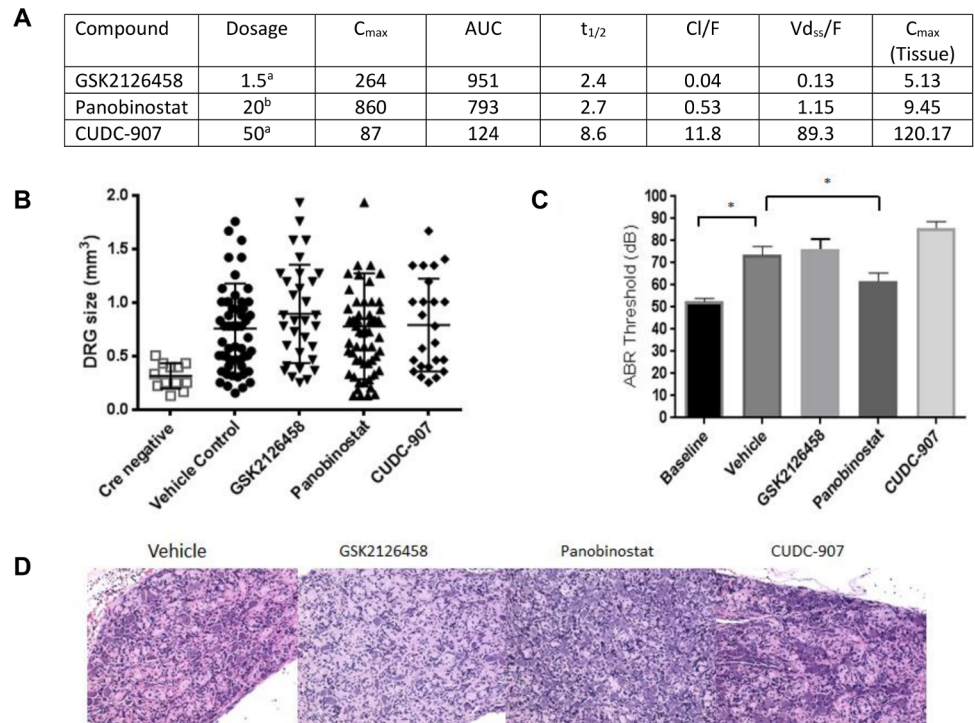 A
Compound Dosage Cmax AUC t1/2 Cl/F Vdss/F Cmax (Tissue)
GSK2126458 1.5ᵃ 264 951 2.4 0.04 0.13 5.13
Panobinostat 20ᵇ 860 793 2.7 0.53 1.15 9.45
CUDC-907 50ᵃ 87 124 8.6 11.8 89.3 120.17
B
DRG size (mm³)
2.0
1.5
1.0
0.5
0.0
Cre negative
Vehicle Control
GSK2126458
Panobinostat
CUDC-907
C
ABR Threshold (dB)
100
90
80
70
60
50
40
30
20
10
0
*
*
Baseline
Vehicle
GSK2126458
Panobinostat
CUDC-907
D
Vehicle GSK2126458 Panobinostat CUDC-907